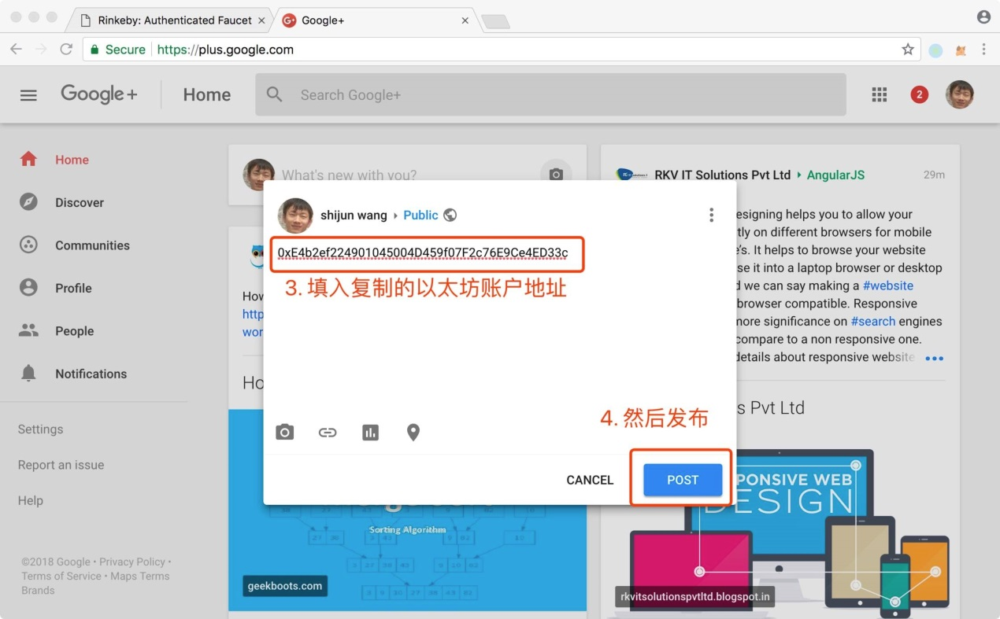 Rinkeby: Authenticated Faucet
Google+
Secure
https://plus.google.com
Google+
Home
Search Google+
2
Home
Discover
Communities
Profile
People
Notifications
Settings
Report an issue
Help
©2018 Google • Privacy Policy •
Terms of Service • Maps Terms
Brands
What's new with you?
How
http
wor
Ho
shijun wang
Public
0xE4b2ef224901045004D459f07F2c76E9Ce4ED33c
3. 填入复制的以太坊账户地址
4. 然后发布
CANCEL
POST
Sorting Algorithm
geekboots.com
RKV IT Solutions Pvt Ltd
AngularJS
29m
esigning helps you to allow your
tly on different browsers for mobile
e's. It helps to browse your website
se it into a laptop browser or desktop
d we can say making a #website
browser compatible. Responsive
more significance on #search engines
compare to a non responsive one.
details about responsive website
s Pvt Ltd
PONSIVE WEB
DESIGN
rkvitsolutionspvtltd.blogspot.in